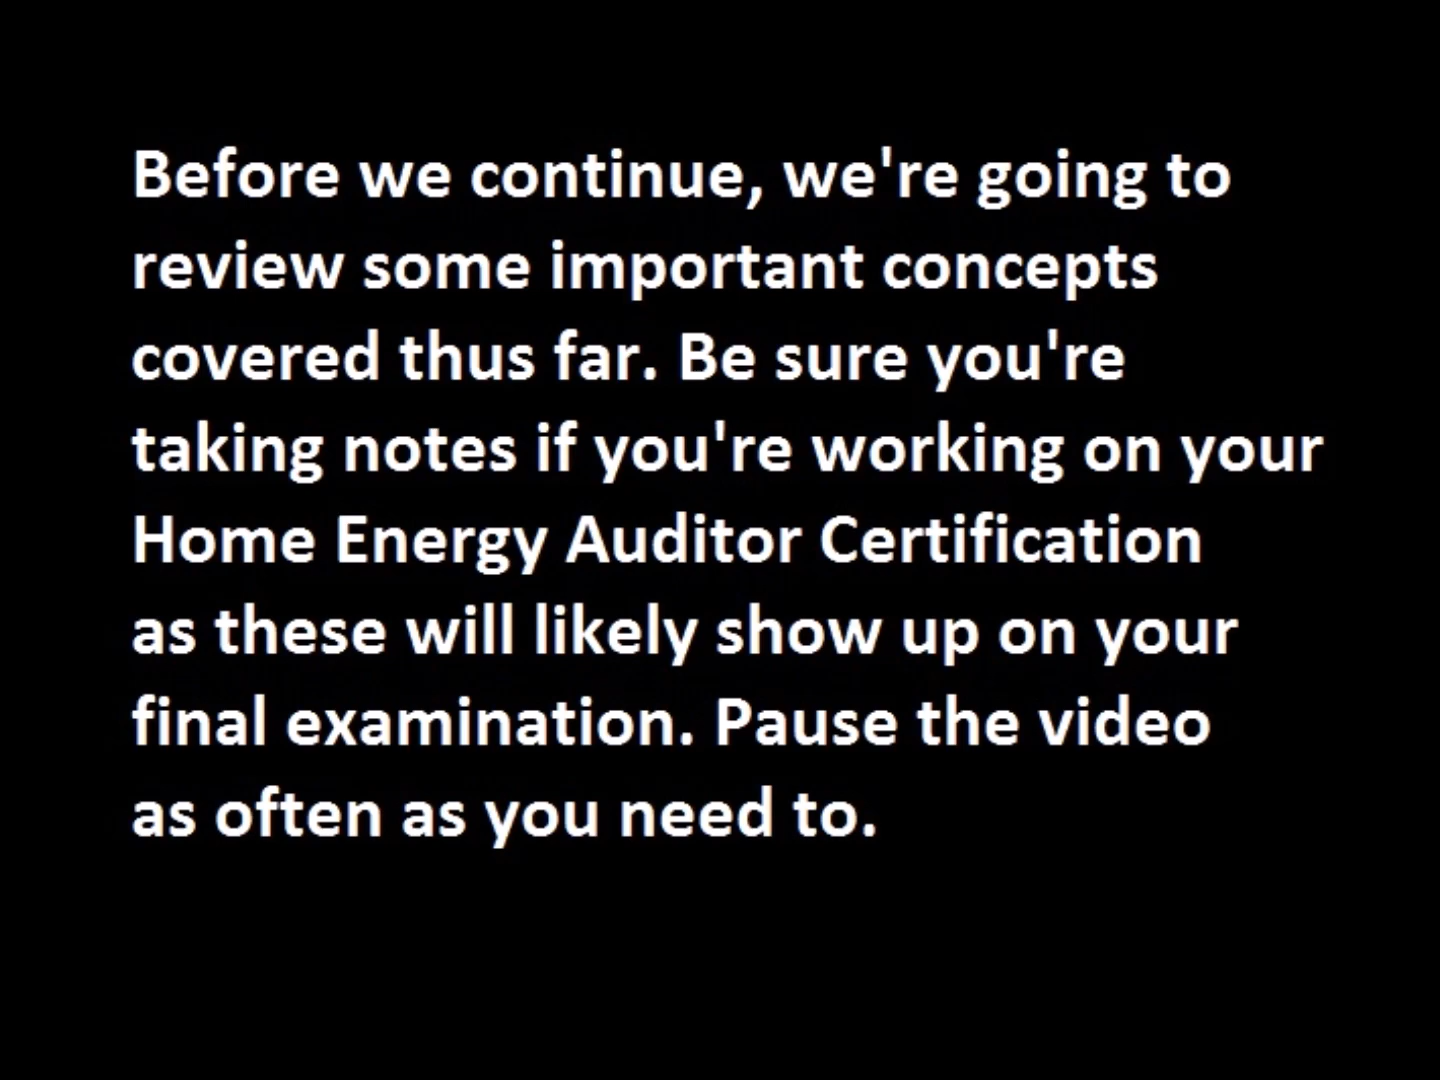 Before we continue, we're going to
review some important concepts
covered thus far. Be sure you're
taking notes if you're working on your
Home Energy Auditor Certification
as these will likely show up on your
final examination. Pause the video
as often as you need to.